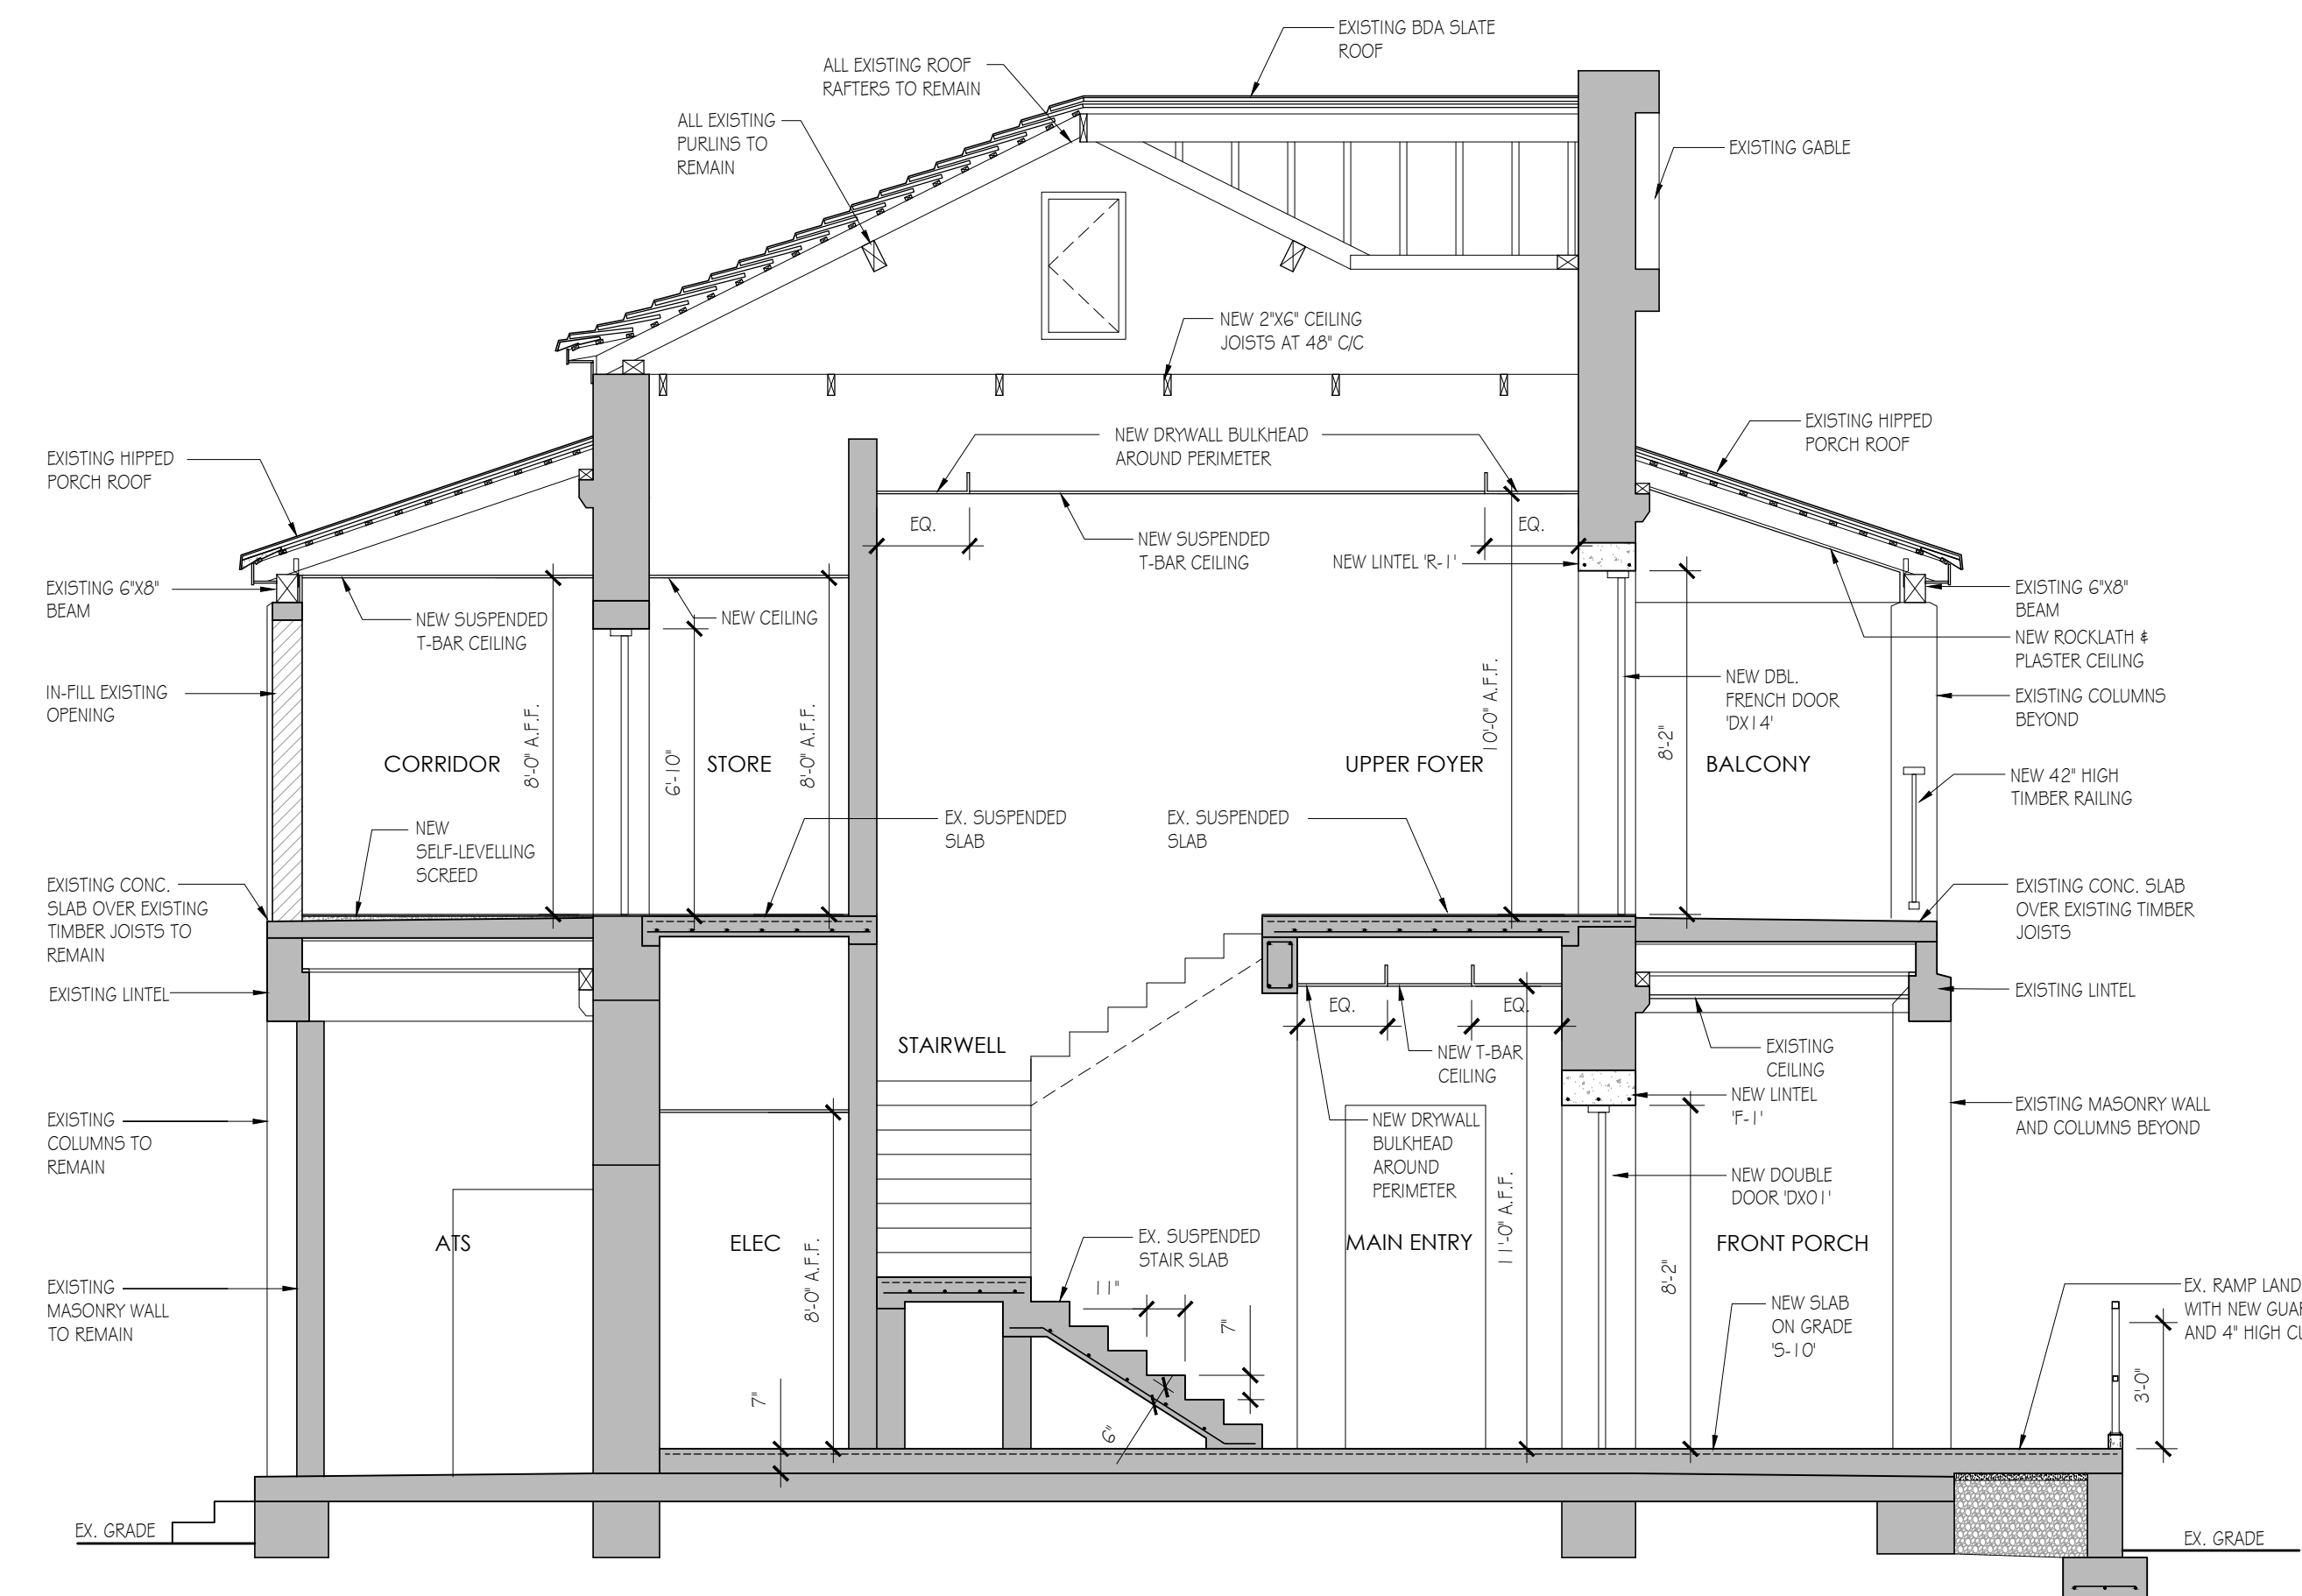 EXISTING BDA SLATE
ROOF
ALL EXISTING ROOF
RAFTERS TO REMAIN
ALL EXISTING
PURLINS TO
REMAIN
EXISTING GABLE
NEW 2"X6" CEILING
JOISTS AT 48" C/C
EXISTING HIPPED
PORCH ROOF
NEW DRYWALL BULKHEAD
AROUND PERIMETER
EXISTING HIPPED
PORCH ROOF
EQ.
EQ.
NEW SUSPENDED
T-BAR CEILING
NEW LINTEL 'R-1'
EXISTING 6"X8"
BEAM
NEW SUSPENDED
T-BAR CEILING
NEW CEILING
EXISTING 6"X8"
BEAM
NEW ROCKLATH &
PLASTER CEILING
IN-FILL EXISTING
OPENING
NEW DBL.
FRENCH DOOR
'DX14'
EXISTING COLUMNS
BEYOND
CORRIDOR
8'-0" A.F.F.
6'-10"
STORE
8'-0" A.F.F.
UPPER FOYER
10'-0" A.F.F.
8'-2"
BALCONY
NEW 42" HIGH
TIMBER RAILING
NEW
SELF-LEVELLING
SCREED
EX. SUSPENDED
SLAB
EX. SUSPENDED
SLAB
EXISTING CONC.
SLAB OVER EXISTING
TIMBER JOISTS TO
REMAIN
EXISTING CONC. SLAB
OVER EXISTING TIMBER
JOISTS
EXISTING LINTEL
EXISTING LINTEL
EQ.
EQ.
STAIRWELL
NEW T-BAR
CEILING
EXISTING
CEILING
NEW LINTEL
'F-1'
EXISTING
COLUMNS TO
REMAIN
NEW DRYWALL
BULKHEAD
AROUND
PERIMETER
EXISTING MASONRY WALL
AND COLUMNS BEYOND
NEW DOUBLE
DOOR 'DX01'
ATS
ELEC
8'-0" A.F.F.
EX. SUSPENDED
STAIR SLAB
MAIN ENTRY
11'-0" A.F.F.
8'-2"
FRONT PORCH
EXISTING
MASONRY WALL
TO REMAIN
11"
7"
NEW SLAB
ON GRADE
'S-10'
EX. RAMP LAND
WITH NEW GUA
AND 4" HIGH C
3'-0"
7"
6"
EX. GRADE
EX. GRADE